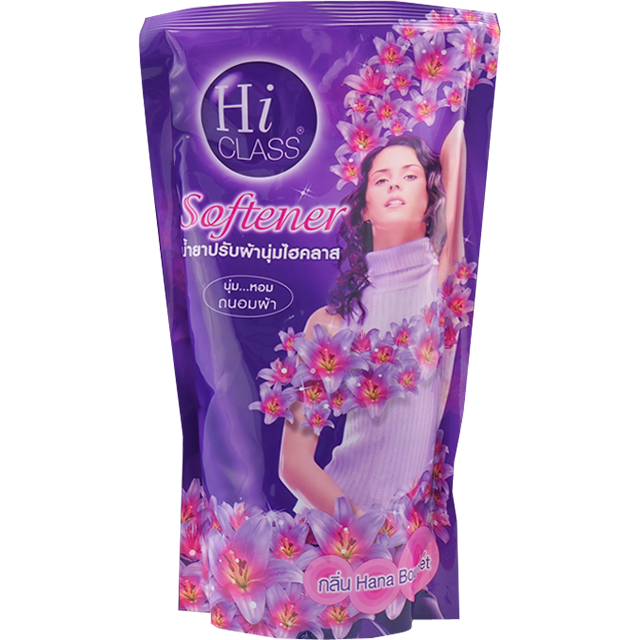 Hi
CLASS®
Softener
น้ำยาปรับผ้านุ่มไฮคลาส
นุ่ม...หอม
ถนอมผ้า
กลิ่น Hana